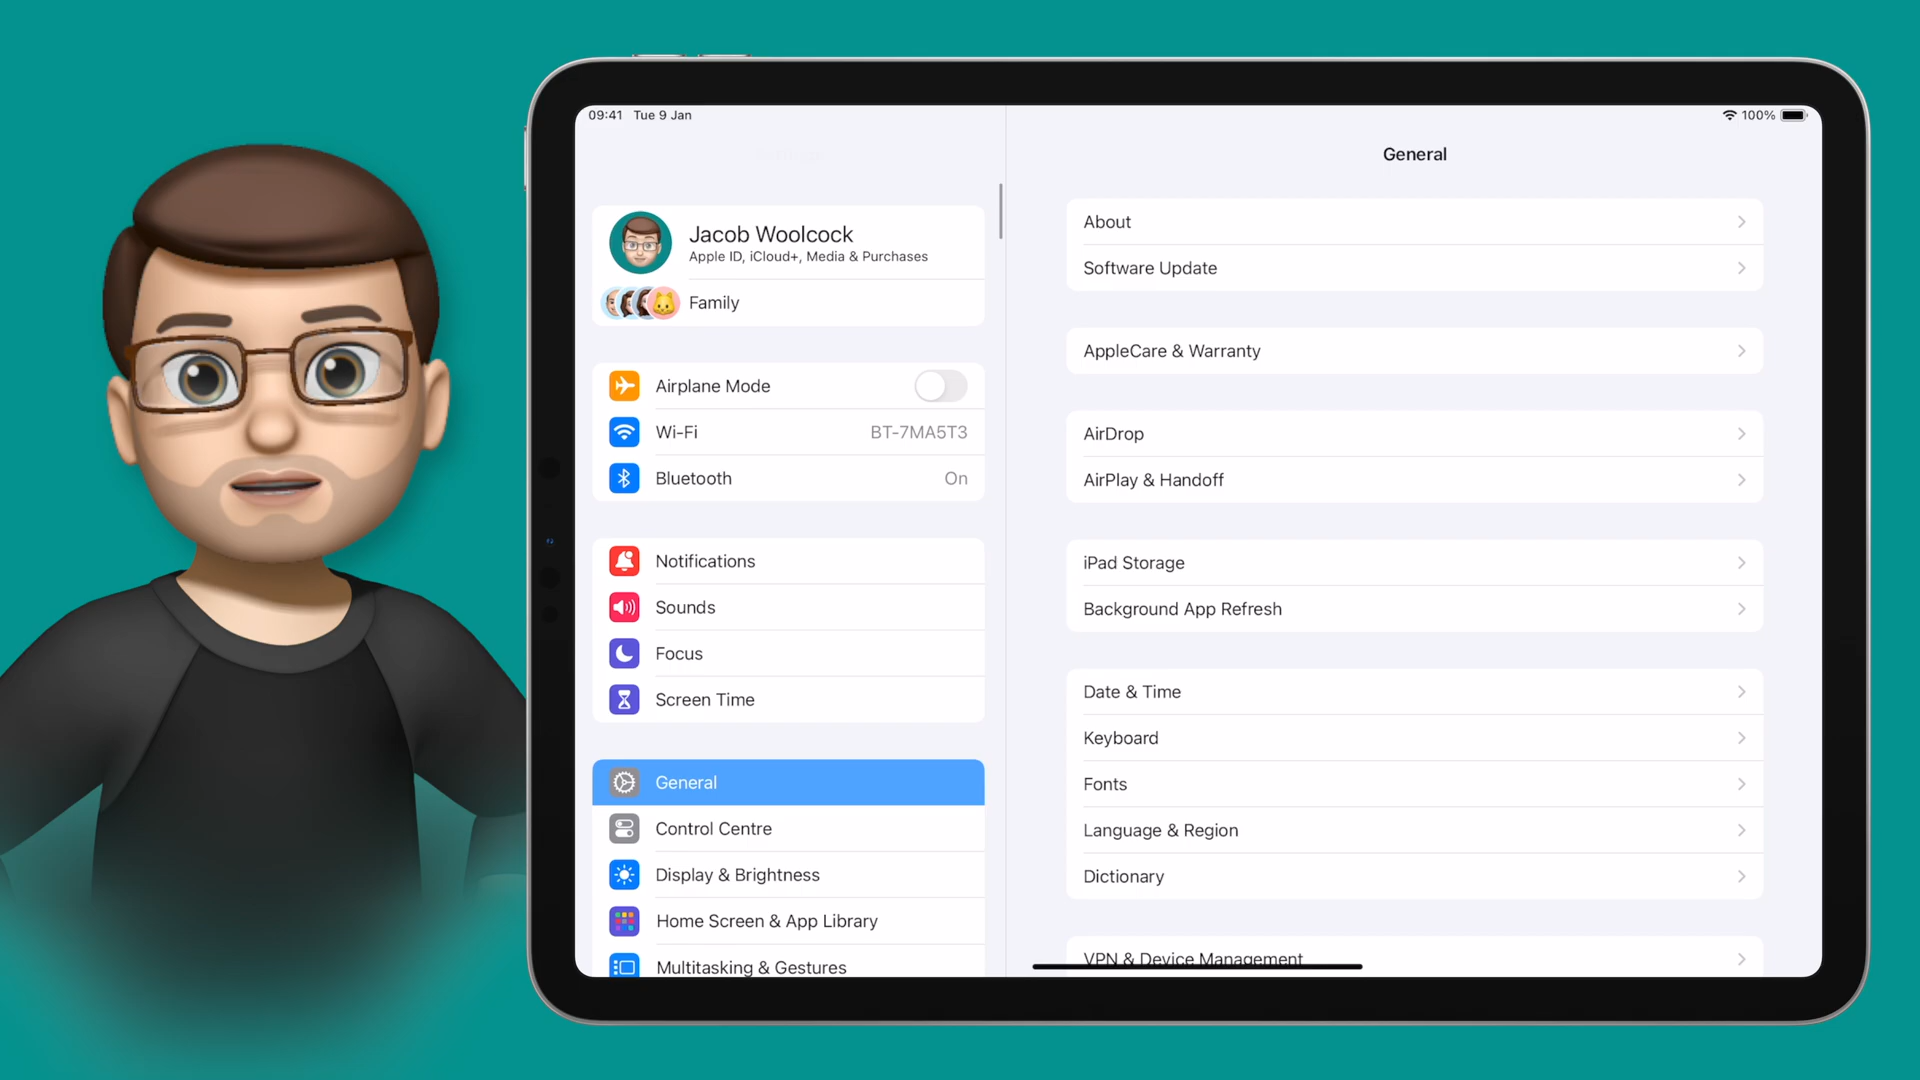 09:41 Tue 9 Jan
100%
Jacob Woolcock
Apple ID, iCloud+, Media & Purchases
Family
Airplane Mode
Wi-Fi BT-7MA5T3
Bluetooth On
Notifications
Sounds
Focus
Screen Time
General
Control Centre
Display & Brightness
Home Screen & App Library
Multitasking & Gestures
General
About
Software Update
AppleCare & Warranty
AirDrop
AirPlay & Handoff
iPad Storage
Background App Refresh
Date & Time
Keyboard
Fonts
Language & Region
Dictionary
VPN & Device Management